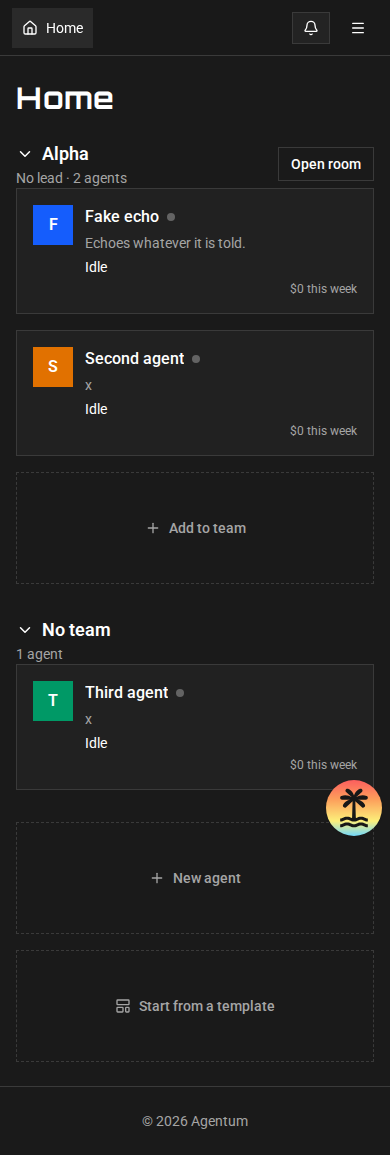 Home
Home
Alpha
No lead · 2 agents
Open room
F
Fake echo
Echoes whatever it is told.
Idle
$0 this week
S
Second agent
x
Idle
$0 this week
Add to team
No team
1 agent
T
Third agent
x
Idle
$0 this week
New agent
Start from a template
© 2026 Agentum